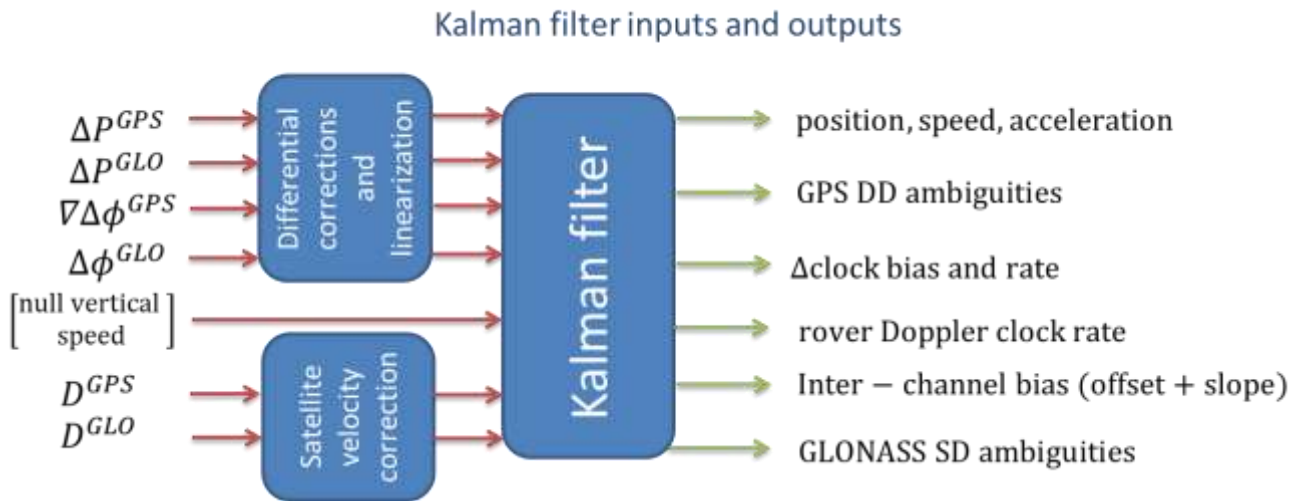 Kalman filter inputs and outputs
ΔP^{GPS}
ΔP^{GLO}
∇Δϕ^{GPS}
Δϕ^{GLO}
[null vertical
speed]
D^{GPS}
D^{GLO}
Differential
corrections
and
linearization
Satellite
velocity
correction
Kalman filter
position, speed, acceleration
GPS DD ambiguities
Δclock bias and rate
rover Doppler clock rate
Inter − channel bias (offset + slope)
GLONASS SD ambiguities